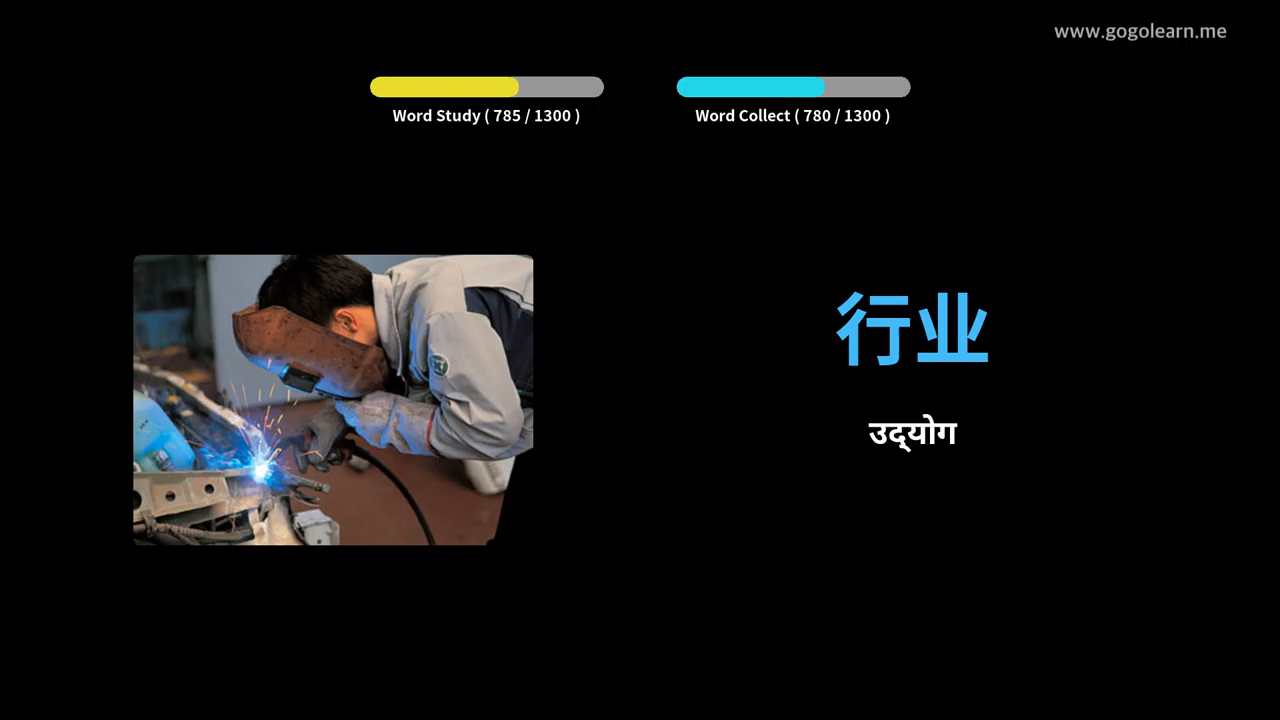 www.gogolearn.me
Word Study ( 785 / 1300 )
Word Collect ( 780 / 1300 )
行业
उद्योग